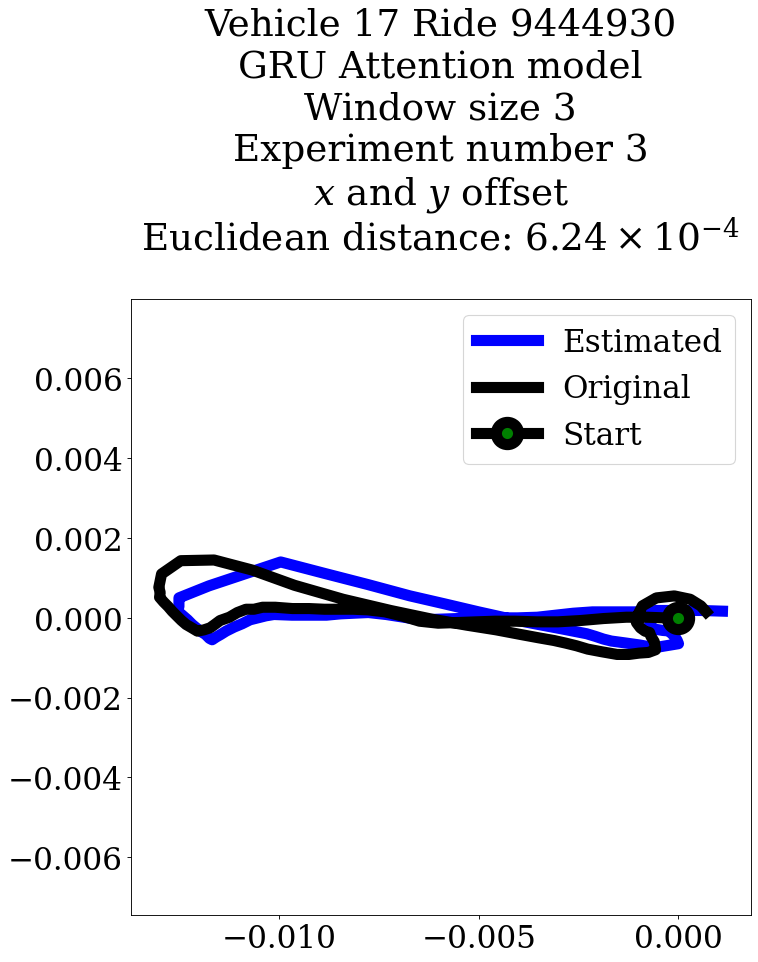 Vehicle 17 Ride 9444930
GRU Attention model
Window size 3
Experiment number 3
x and y offset
Euclidean distance: 6.24 × 10⁻⁴
Estimated
Original
Start
0.006
0.004
0.002
0.000
−0.002
−0.004
−0.006
−0.010 −0.005 0.000